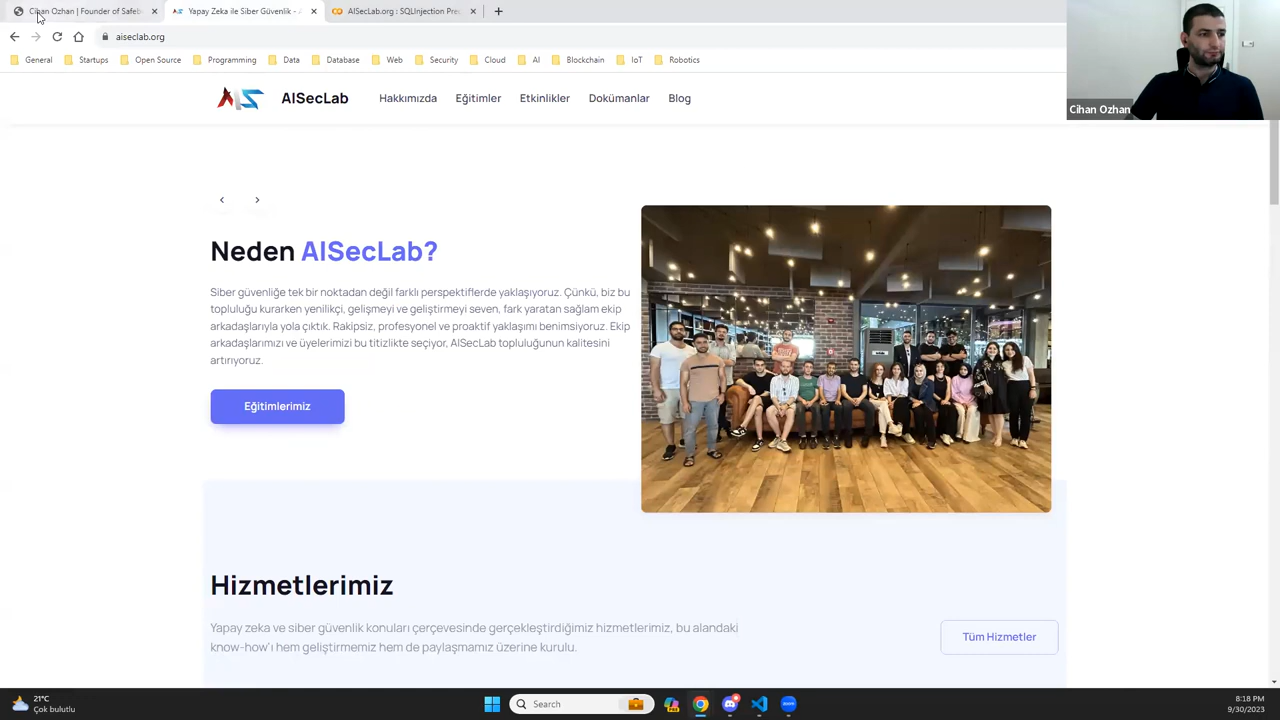 Cihan Ozhan | Founder of Safeb
Yapay Zeka ile Siber Güvenlik - A
AISecLab.org : SQLInjection Pre
aiseclab.org
General
Startups
Open Source
Programming
Data
Database
Web
Security
Cloud
AI
Blockchain
IoT
Robotics
Cihan Ozhan
AISecLab
Hakkımızda
Eğitimler
Etkinlikler
Dokümanlar
Blog
Neden AISecLab?
Siber güvenliğe tek bir noktadan değil farklı perspektiflerde yaklaşıyoruz. Çünkü, biz bu
topluluğu kurarken yenilikçi, gelişmeyi ve geliştirmeyi seven, fark yaratan sağlam ekip
arkadaşlarıyla yola çıktık. Rakipsiz, profesyonel ve proaktif yaklaşımı benimsiyoruz. Ekip
arkadaşlarımızı ve üyelerimizi bu titizlikte seçiyor, AISecLab topluluğunun kalitesini
artırıyoruz.
Eğitimlerimiz
Hizmetlerimiz
Yapay zeka ve siber güvenlik konuları çerçevesinde gerçekleştirdiğimiz hizmetlerimiz, bu alandaki
know-how'ı hem geliştirmemiz hem de paylaşmamız üzerine kurulu.
Tüm Hizmetler
21°C
Çok bulutlu
Search
8:18 PM
9/30/2023